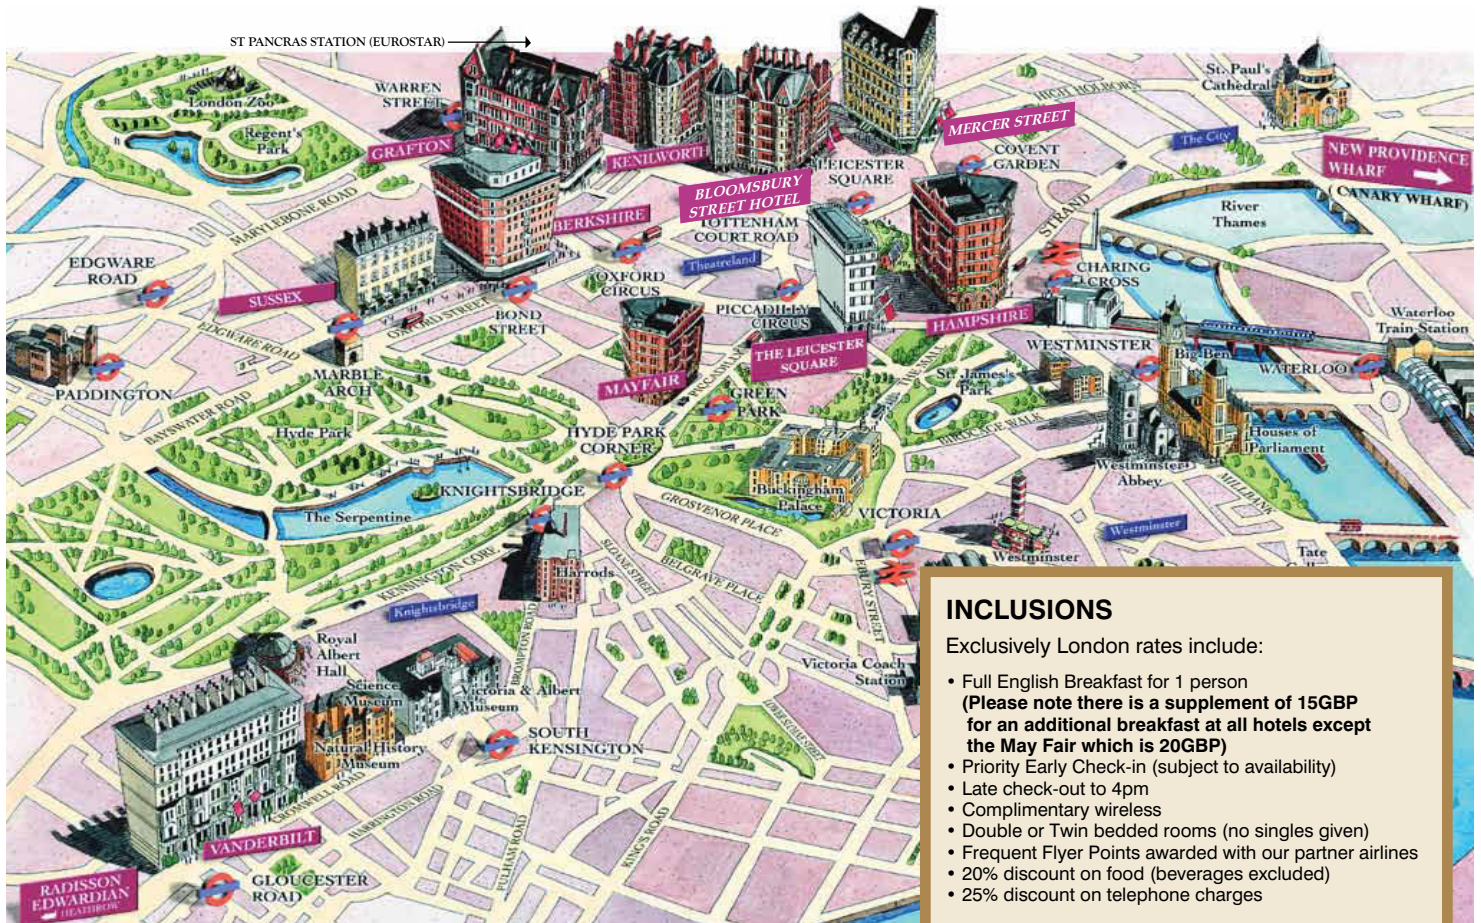 ST PANCRAS STATION (EUROSTAR)
WARREN
STREET
London Zoo
Regent's
Park
GRAFTON
KENILWORTH
MERCER STREET
HIGH HOLBORN
St. Paul's
Cathedral
The City
NEW PROVIDENCE
WHARF
(CANARY WHARF)
COVENT
GARDEN
LEICESTER
SQUARE
BLOOMSBURY
STREET HOTEL
TOTTENHAM
COURT ROAD
BERKSHIRE
MARYLEBONE ROAD
STRAND
River
Thames
EDGWARE
ROAD
SUSSEX
OXFORD
CIRCUS
Theatreland
CHARING
CROSS
BOND
STREET
OXFORD STREET
EDGWARE ROAD
PICCADILLY
CIRCUS
HAMPSHIRE
Waterloo
Train Station
PADDINGTON
MARBLE
ARCH
MAYFAIR
PICCADILLY
THE LEICESTER
SQUARE
THE MALL
WESTMINSTER
Big Ben
WATERLOO
St. James's
Park
GREEN
PARK
BAYSWATER ROAD
Hyde Park
HYDE PARK
CORNER
BIRDCAGE WALK
Houses of
Parliament
Westminster
Abbey
MILLBANK
KNIGHTSBRIDGE
The Serpentine
Buckingham
Palace
GROSVENOR PLACE
VICTORIA
Westminster
Westminster
Tate
SLOANE STREET
BELGRAVE PLACE
EBURY STREET
Harrods
KENSINGTON GORE
Knightsbridge
BROMPTON ROAD
Royal
Albert
Hall
Science
Museum
Victoria & Albert
Museum
Victoria Coach
Station
LOWER SLOANE STREET
Natural History
Museum
SOUTH
KENSINGTON
CROMWELL ROAD
HARRINGTON ROAD
FULHAM ROAD
KING'S ROAD
VANDERBILT
GLOUCESTER
ROAD
RADISSON
EDWARDIAN
HEATHROW
INCLUSIONS
Exclusively London rates include:
• Full English Breakfast for 1 person
(Please note there is a supplement of 15GBP
for an additional breakfast at all hotels except
the May Fair which is 20GBP)
• Priority Early Check-in (subject to availability)
• Late check-out to 4pm
• Complimentary wireless
• Double or Twin bedded rooms (no singles given)
• Frequent Flyer Points awarded with our partner airlines
• 20% discount on food (beverages excluded)
• 25% discount on telephone charges